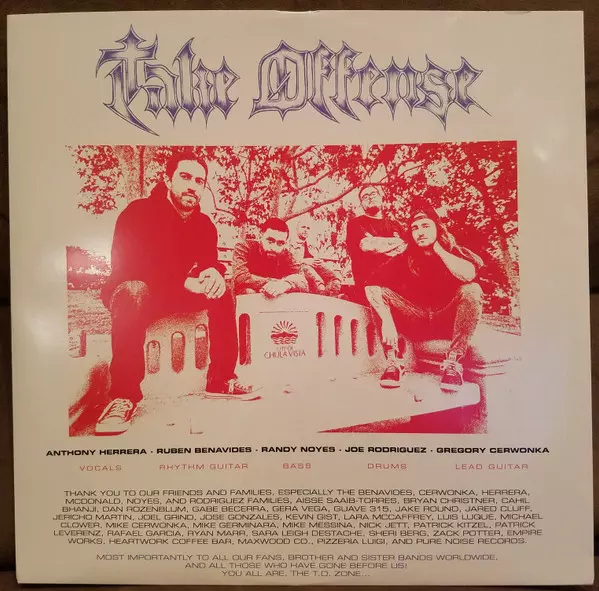 Take Offense
CITY OF
CHULA VISTA
ANTHONY HERRERA · RUBEN BENAVIDES · RANDY NOYES · JOE RODRIGUEZ · GREGORY CERWONKA
VOCALS RHYTHM GUITAR BASS DRUMS LEAD GUITAR
THANK YOU TO OUR FRIENDS AND FAMILIES, ESPECIALLY THE BENAVIDES, CERWONKA, HERRERA,
MCDONALD, NOYES, AND RODRIGUEZ FAMILIES, AISSE SAAIB-TORRES, BRYAN CHRISTNER, CAHIL
BHANJI, DAN ROZENBLUM, GABE BECERRA, GERA VEGA, GUAVE 315, JAKE ROUND, JARED CLUFF,
JERICHO MARTIN, JOEL GRIND, JOSE GONZALES, KEVIN GIST, LARA MCCAFFREY, LUIS LUQUE, MICHAEL
CLOWER, MIKE CERWONKA, MIKE GERMINARA, MIKE MESSINA, NICK JETT, PATRICK KITZEL, PATRICK
LEVERENZ, RAFAEL GARCIA, RYAN MARR, SARA LEIGH DESTACHE, SHERI BERG, ZACK POTTER, EMPIRE
WORKS, HEARTWORK COFFEE BAR, MAXWOOD CO., PIZZERIA LUIGI, AND PURE NOISE RECORDS.
MOST IMPORTANTLY TO ALL OUR FANS, BROTHER AND SISTER BANDS WORLDWIDE,
AND ALL THOSE WHO HAVE GONE BEFORE US!
YOU ALL ARE. THE T.O. ZONE...